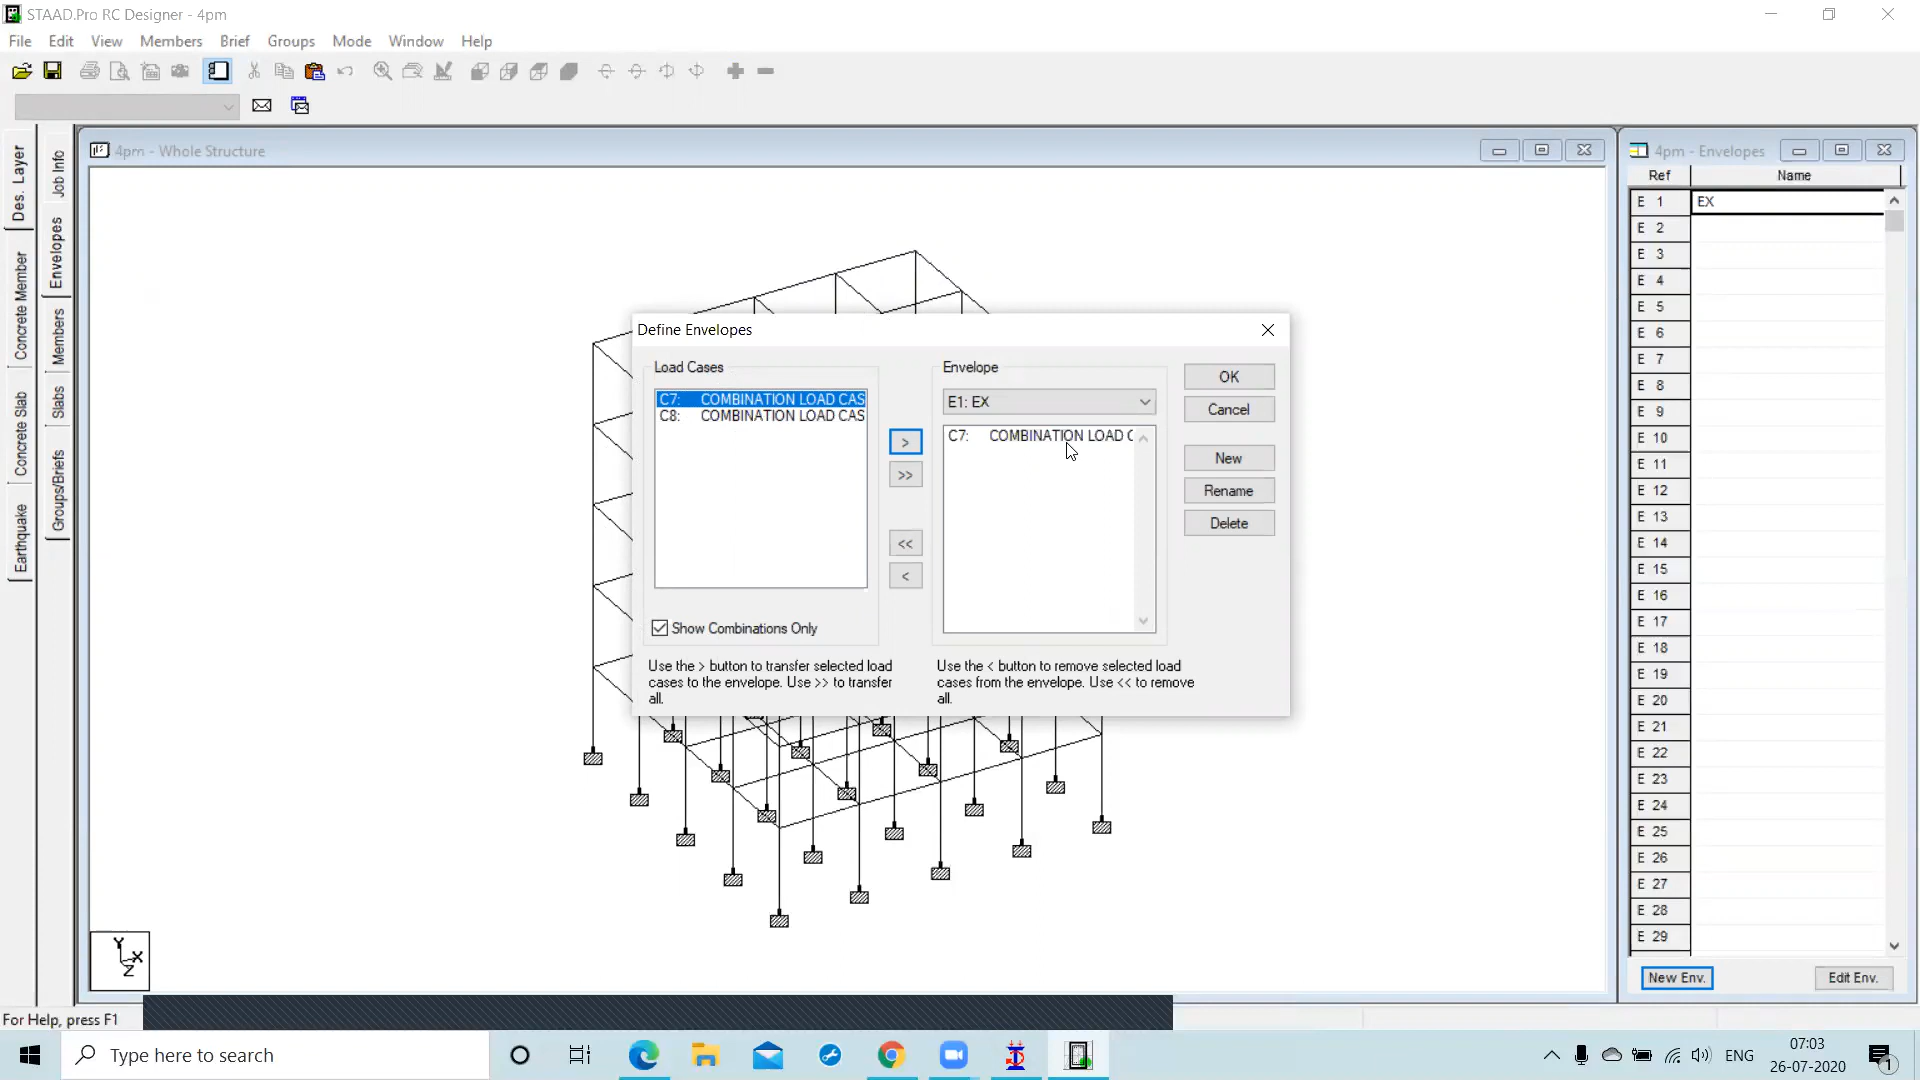 STAAD.Pro RC Designer - 4pm
File Edit View Members Brief Groups Mode Window Help
Des. Layer
Concrete Member
Concrete Slab
Earthquake
Job Info
Envelopes
Members
Slabs
Groups/Briefs
4pm - Whole Structure
Define Envelopes
Load Cases
C7: COMBINATION LOAD CAS
C8: COMBINATION LOAD CAS
Show Combinations Only
Use the > button to transfer selected load
cases to the envelope. Use >> to transfer
all.
>
>>
<<
<
Envelope
E1: EX
C7: COMBINATION LOAD C
Use the < button to remove selected load
cases from the envelope. Use << to remove
all.
OK
Cancel
New
Rename
Delete
Y
X
Z
4pm - Envelopes
Ref Name
E 1 EX
E 2
E 3
E 4
E 5
E 6
E 7
E 8
E 9
E 10
E 11
E 12
E 13
E 14
E 15
E 16
E 17
E 18
E 19
E 20
E 21
E 22
E 23
E 24
E 25
E 26
E 27
E 28
E 29
New Env. Edit Env.
For Help, press F1
Type here to search
ENG
07:03
26-07-2020
1